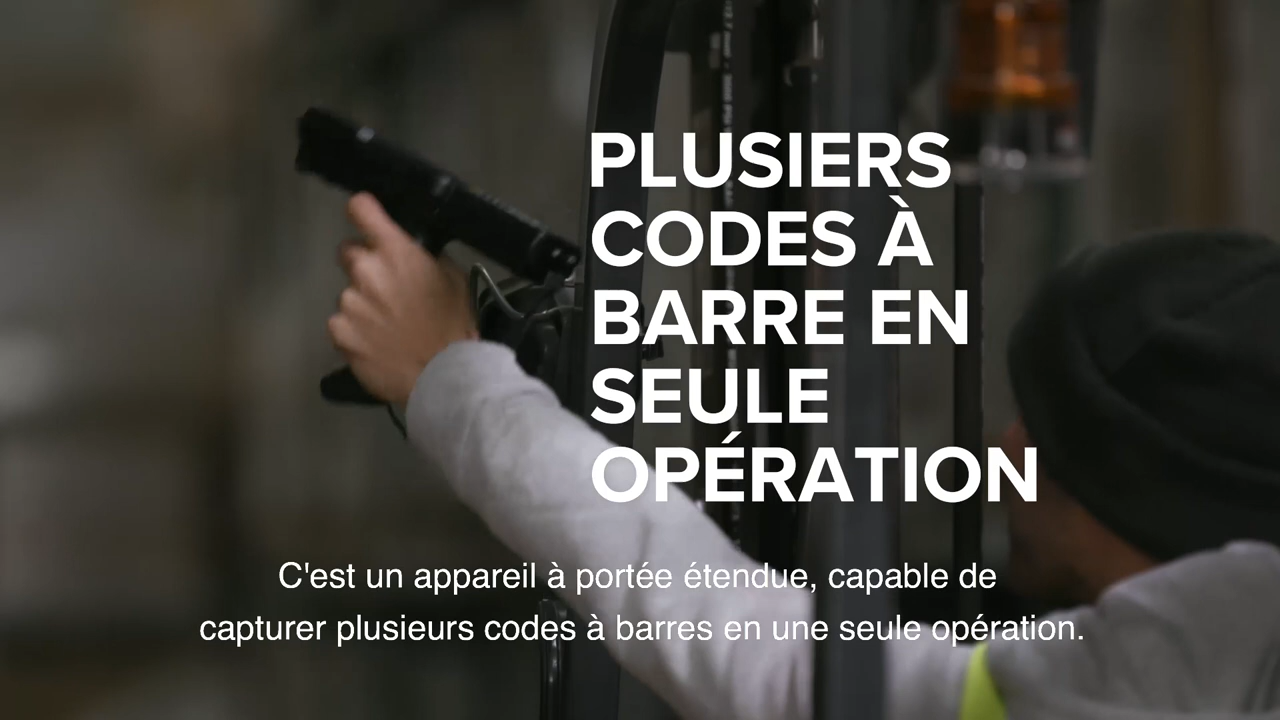 PLUSIERS
CODES À
BARRE EN
SEULE
OPÉRATION
C'est un appareil à portée étendue, capable de
capturer plusieurs codes à barres en une seule opération.